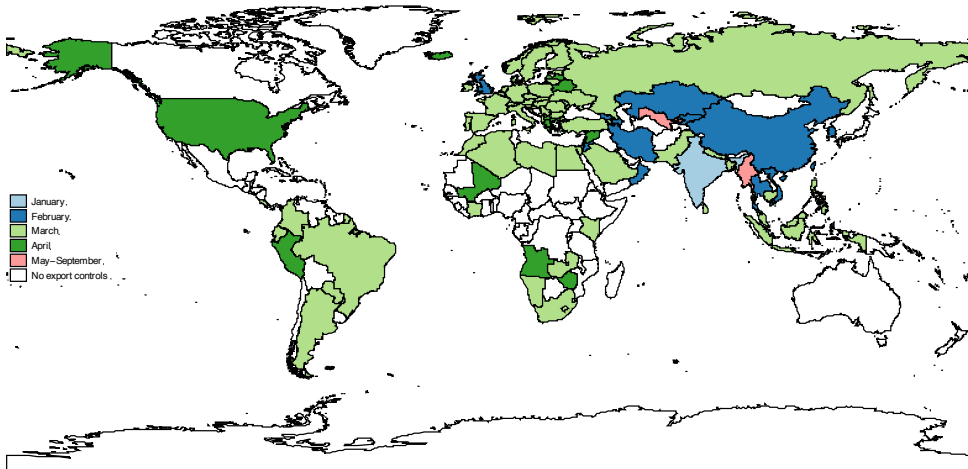 January.
February.
March.
April.
May−September.
No export controls.